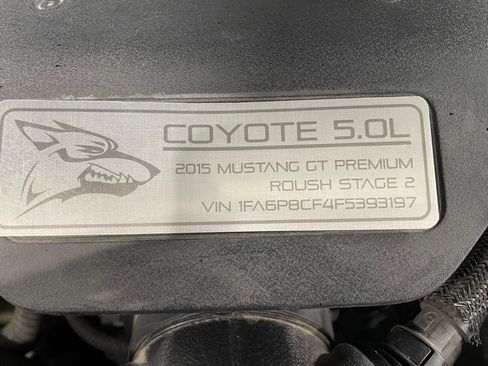 COYOTE 5.0L
2015 MUSTANG GT PREMIUM
ROUSH STAGE 2
VIN 1FA6P8CF4F5393197